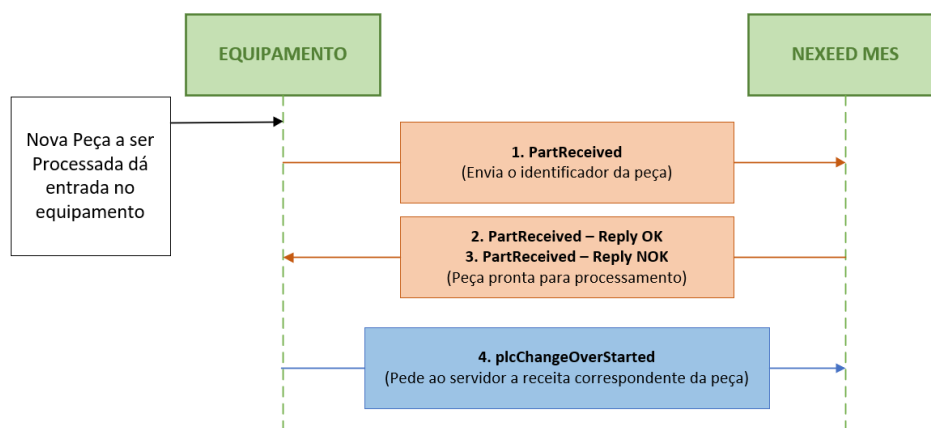 EQUIPAMENTO
NEXEED MES
Nova Peça a ser
Processada dá
entrada no
equipamento
1. PartReceived
(Envia o identificador da peça)
2. PartReceived – Reply OK
3. PartReceived – Reply NOK
(Peça pronta para processamento)
4. plcChangeOverStarted
(Pede ao servidor a receita correspondente da peça)